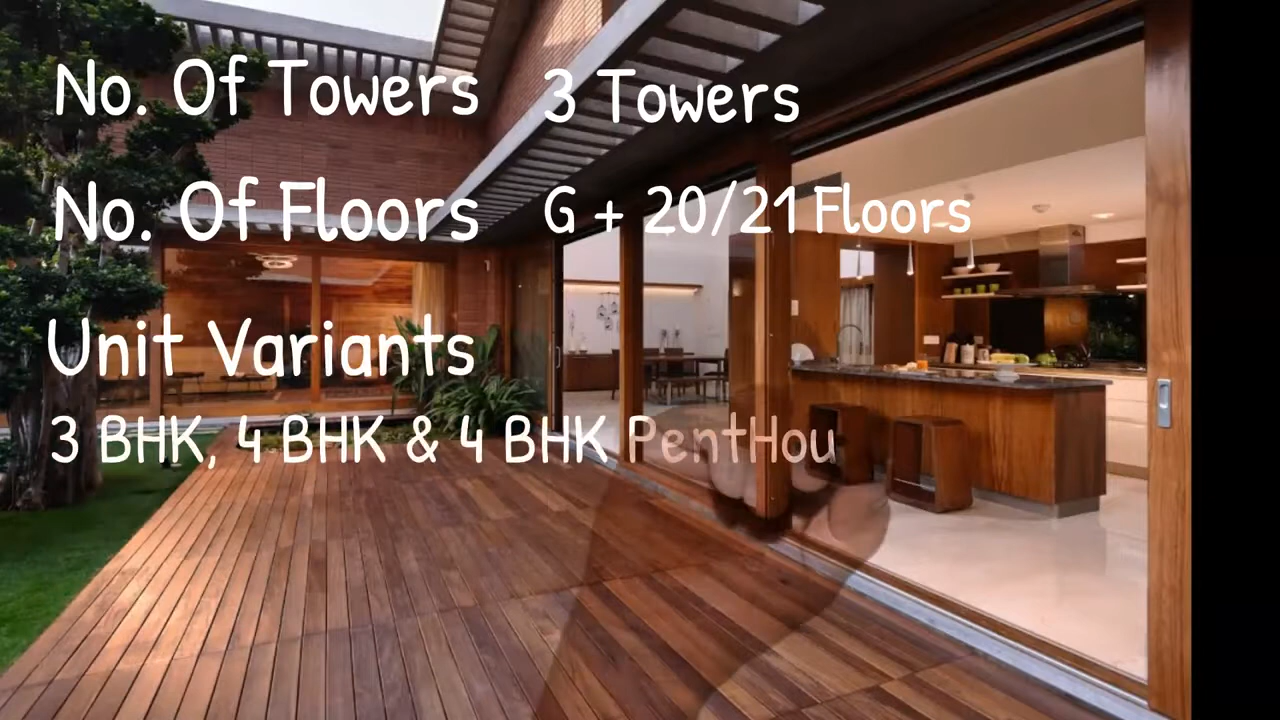 No. Of Towers 3 Towers
No. Of Floors G + 20/21 Floors
Unit Variants
3 BHK, 4 BHK & 4 BHK PentHou